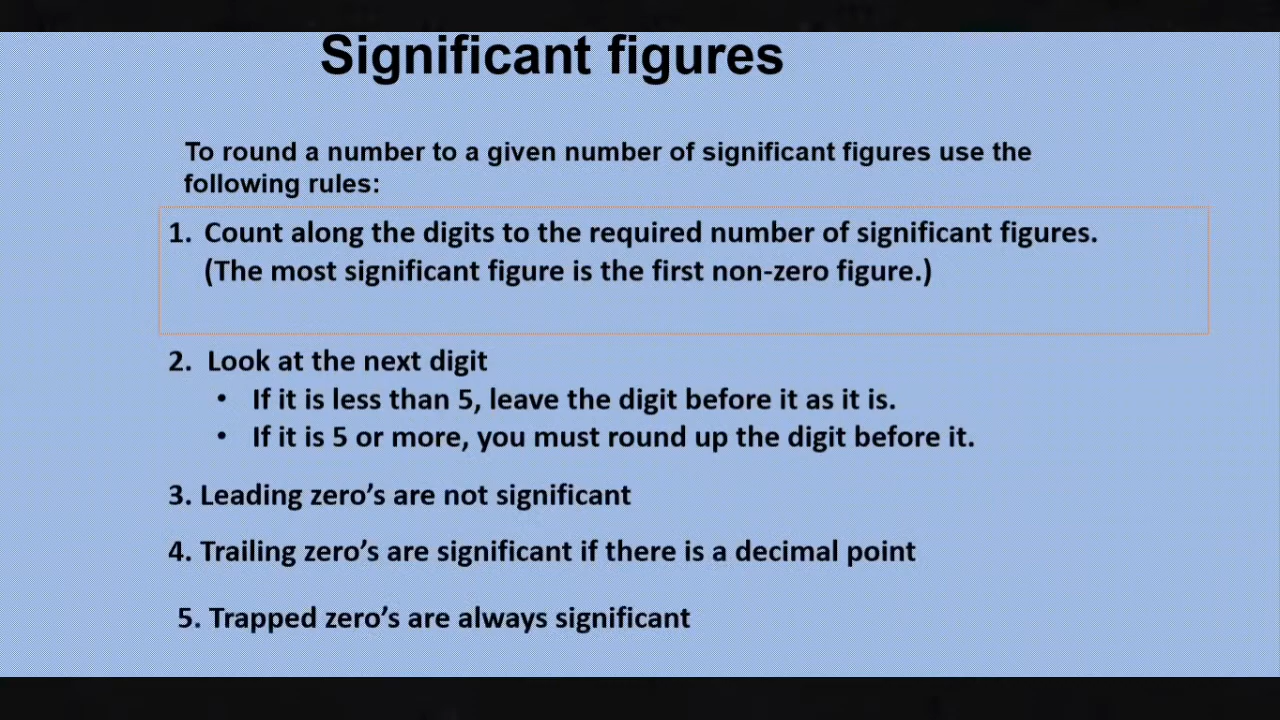 Significant figures
To round a number to a given number of significant figures use the
following rules:
1. Count along the digits to the required number of significant figures.
(The most significant figure is the first non-zero figure.)
2. Look at the next digit
• If it is less than 5, leave the digit before it as it is.
• If it is 5 or more, you must round up the digit before it.
3. Leading zero’s are not significant
4. Trailing zero’s are significant if there is a decimal point
5. Trapped zero’s are always significant